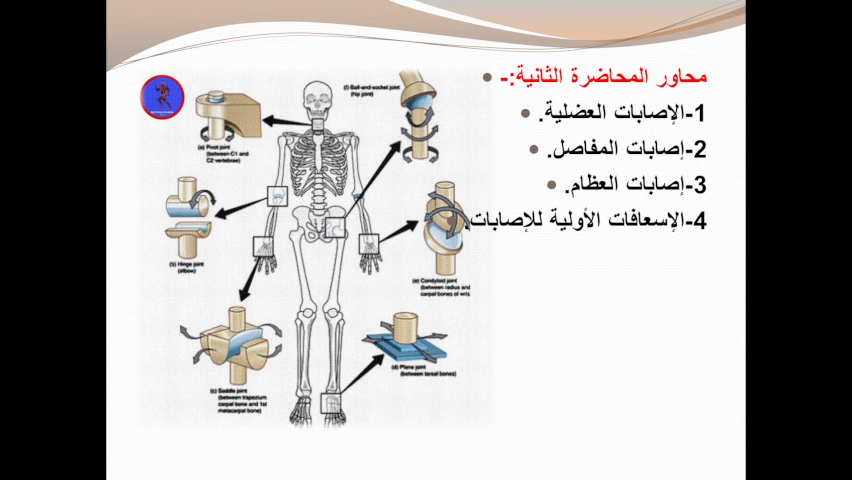 محاور المحاضرة الثانية:-
1-الإصابات العضلية.
2-إصابات المفاصل.
3-إصابات العظام.
4-الإسعافات الأولية للإصابات.
(f) Ball-and-socket joint
(hip joint)
(a) Pivot joint
(between C1 and
C2 vertebrae)
(b) Hinge joint
(elbow)
(e) Condyloid joint
(between radius and
carpal bones of wris
(d) Plane joint
(between tarsal bones)
(c) Saddle joint
(between trapezium
carpal bone and 1st
metacarpal bone)